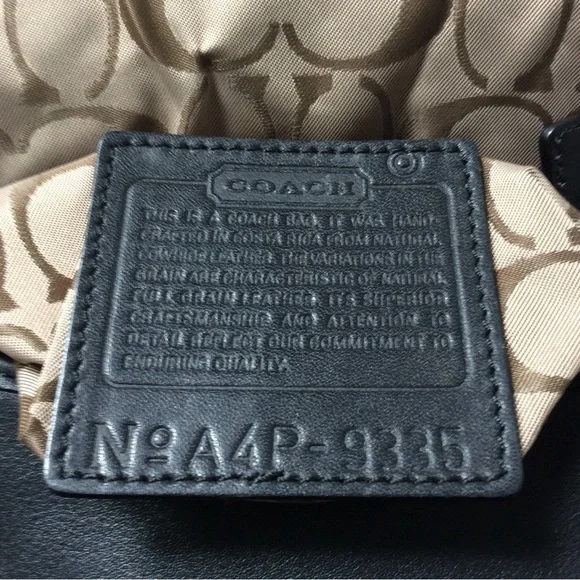 COACH
THIS IS A COACH BAG. IT WAS HAND-
CRAFTED IN COSTA RICA FROM NATURAL
COWHIDE LEATHER. THE VARIATIONS IN THE
GRAIN ARE CHARACTERISTIC OF NATURAL
FULL GRAIN LEATHER. ITS SUPERIOR
CRAFTSMANSHIP AND ATTENTION TO
DETAIL REFLECT OUR COMMITMENT TO
ENDURING QUALITY.
Nº A4P-9335